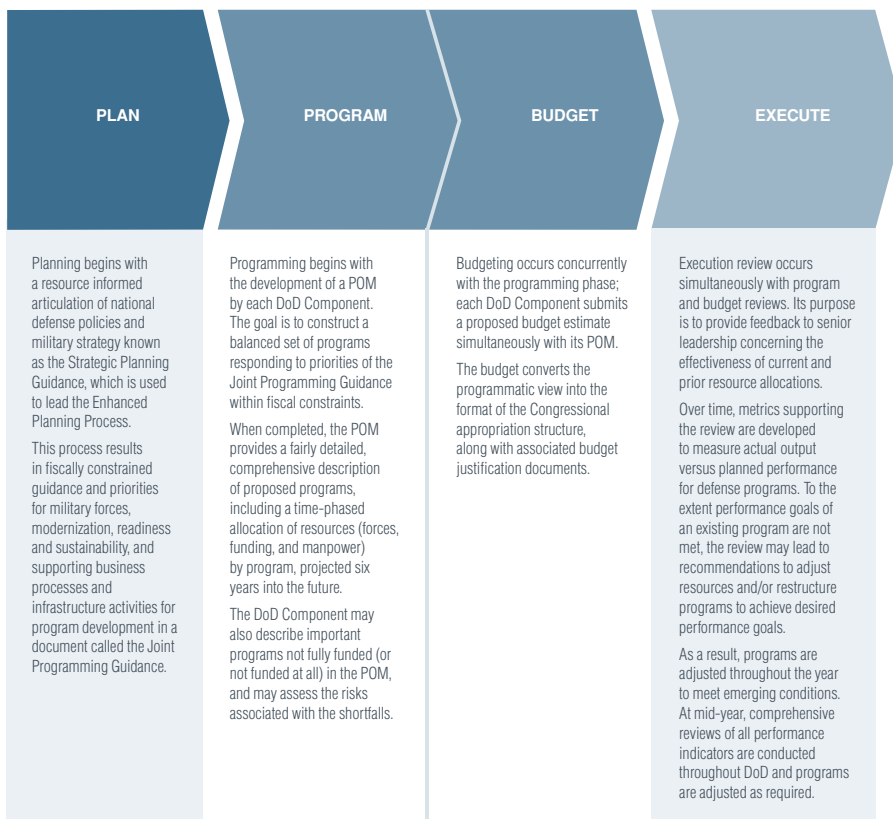 PLAN
PROGRAM
BUDGET
EXECUTE
Planning begins with
a resource informed
articulation of national
defense policies and
military strategy known
as the Strategic Planning
Guidance, which is used
to lead the Enhanced
Planning Process.
This process results
in fiscally constrained
guidance and priorities
for military forces,
modernization, readiness
and sustainability, and
supporting business
processes and
infrastructure activities for
program development in a
document called the Joint
Programming Guidance.
Programming begins with
the development of a POM
by each DoD Component.
The goal is to construct a
balanced set of programs
responding to priorities of the
Joint Programming Guidance
within fiscal constraints.
When completed, the POM
provides a fairly detailed,
comprehensive description
of proposed programs,
including a time-phased
allocation of resources (forces,
funding, and manpower)
by program, projected six
years into the future.
The DoD Component may
also describe important
programs not fully funded (or
not funded at all) in the POM,
and may assess the risks
associated with the shortfalls.
Budgeting occurs concurrently
with the programming phase;
each DoD Component submits
a proposed budget estimate
simultaneously with its POM.
The budget converts the
programmatic view into the
format of the Congressional
appropriation structure,
along with associated budget
justification documents.
Execution review occurs
simultaneously with program
and budget reviews. Its purpose
is to provide feedback to senior
leadership concerning the
effectiveness of current and
prior resource allocations.
Over time, metrics supporting
the review are developed
to measure actual output
versus planned performance
for defense programs. To the
extent performance goals of
an existing program are not
met, the review may lead to
recommendations to adjust
resources and/or restructure
programs to achieve desired
performance goals.
As a result, programs are
adjusted throughout the year
to meet emerging conditions.
At mid-year, comprehensive
reviews of all performance
indicators are conducted
throughout DoD and programs
are adjusted as required.